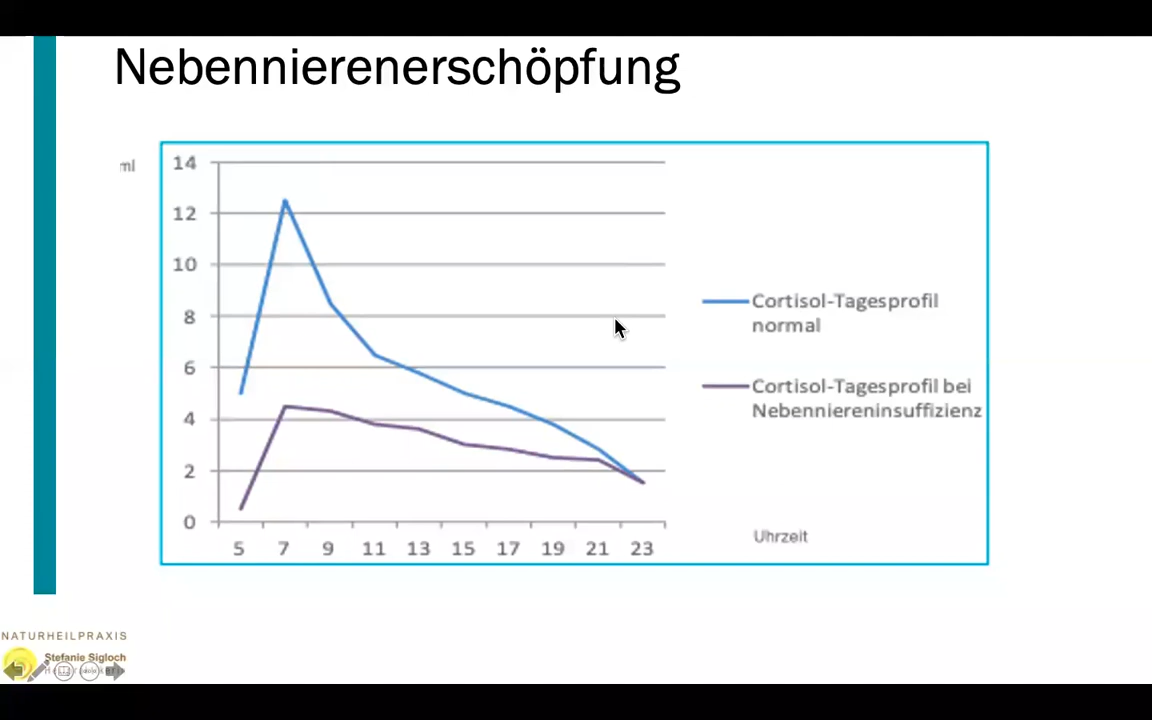 Nebennierenerschöpfung
ml
14
12
10
8
6
4
2
0
5 7 9 11 13 15 17 19 21 23
Cortisol-Tagesprofil
normal
Cortisol-Tagesprofil bei
Nebenniereninsuffizienz
Uhrzeit
NATURHEILPRAXIS
Stefanie Sigloch